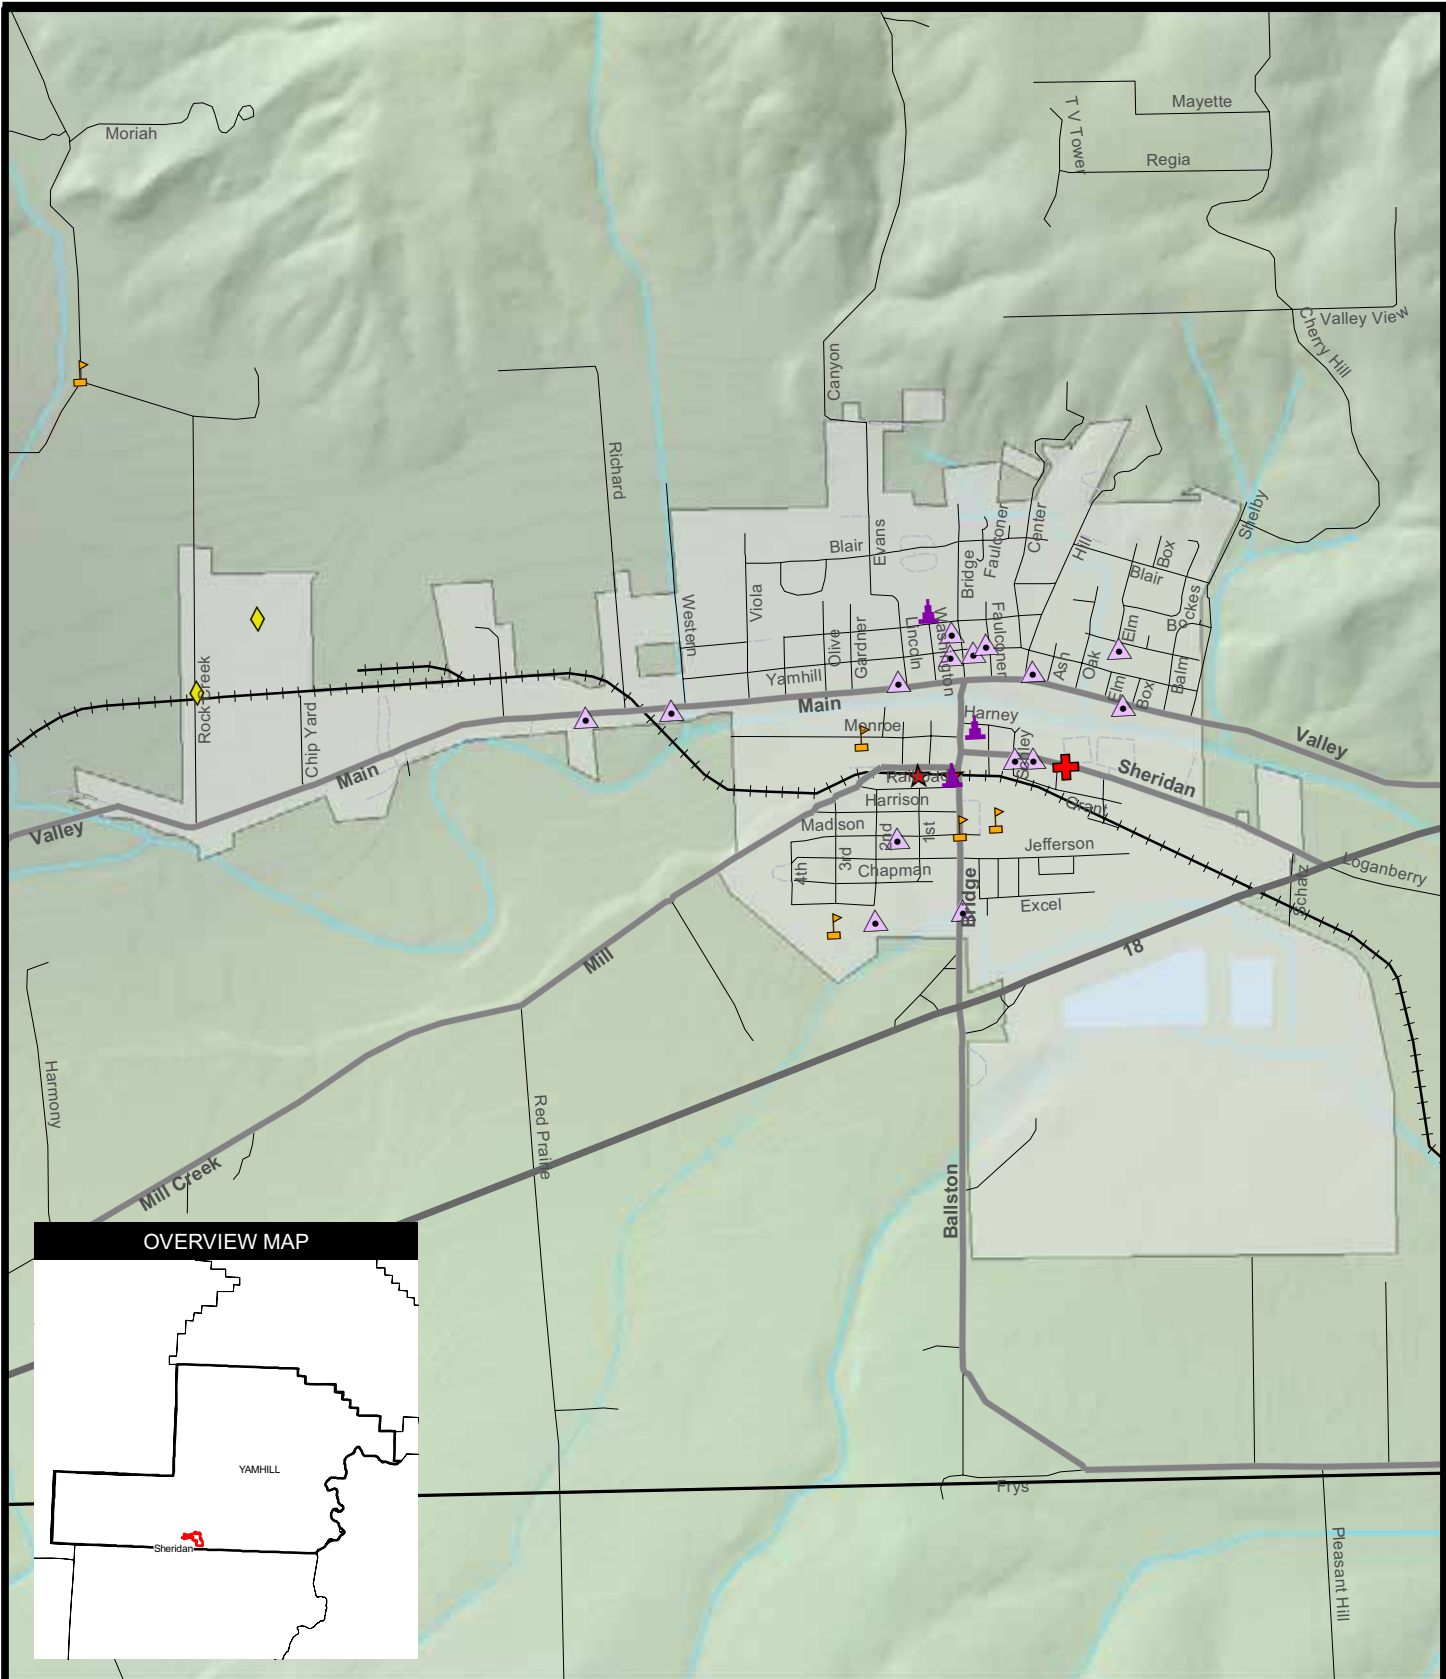 Mayette
T V Tower
Moriah
Regia
Valley View
Cherry Hill
Canyon
Richard
Shelby
Evans
Faulconer
Center
Blair
Hill
Box
Bridge
Blair
Viola
Western
Olive
Gardner
Lincoln
Washington
Faulconer
Elm
Bockes
Ash
Oak
Rock Creek
Yamhill
Elm
Box
Balm
Main
Harney
Monroe
Chip Yard
Valley
Main
Sheridan
Railroad
Harrison
Grant
Valley
Madison
2nd
1st
3rd
4th
Jefferson
Chapman
Loganberry
Schatz
Bridge
Excel
18
Mill
Harmony
Red Prairie
Mill Creek
Ballston
OVERVIEW MAP
YAMHILL
Sheridan
Frys
Pleasant Hill